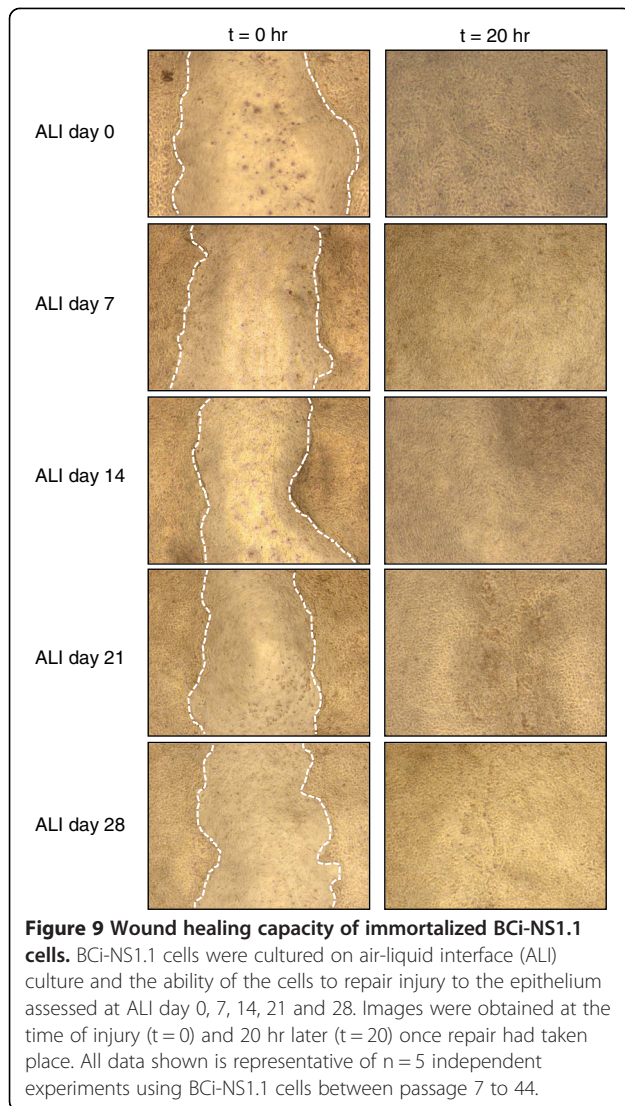 t = 0 hr
t = 20 hr
ALI day 0
ALI day 7
ALI day 14
ALI day 21
ALI day 28
Figure 9 Wound healing capacity of immortalized BCi-NS1.1
cells. BCi-NS1.1 cells were cultured on air-liquid interface (ALI)
culture and the ability of the cells to repair injury to the epithelium
assessed at ALI day 0, 7, 14, 21 and 28. Images were obtained at the
time of injury (t = 0) and 20 hr later (t = 20) once repair had taken
place. All data shown is representative of n = 5 independent
experiments using BCi-NS1.1 cells between passage 7 to 44.